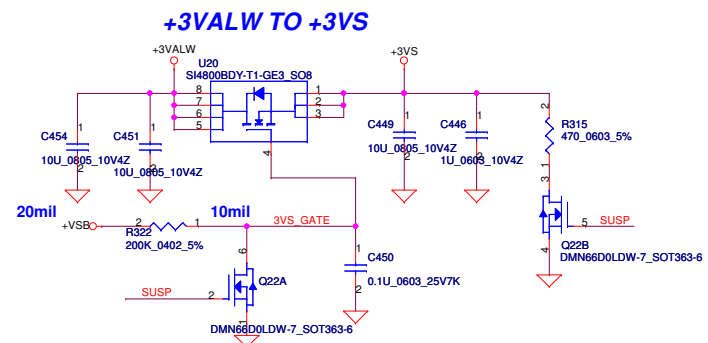 +3VALW TO +3VS
+3VALW
+3VS
U20
SI4800BDY-T1-GE3_SO8
8
7
6
5
1
2
3
4
C454
1
2
10U_0805_10V4Z
C451
1
2
10U_0805_10V4Z
C449
1
2
10U_0805_10V4Z
C446
1
2
1U_0603_10V4Z
2
R315
470_0603_5%
1
3
5
SUSP
4
Q22B
DMN66D0LDW-7_SOT363-6
20mil
+VSB
2
1
R322
200K_0402_5%
10mil
3VS_GATE
6
Q22A
SUSP
2
1
DMN66D0LDW-7_SOT363-6
1
C450
0.1U_0603_25V7K
2